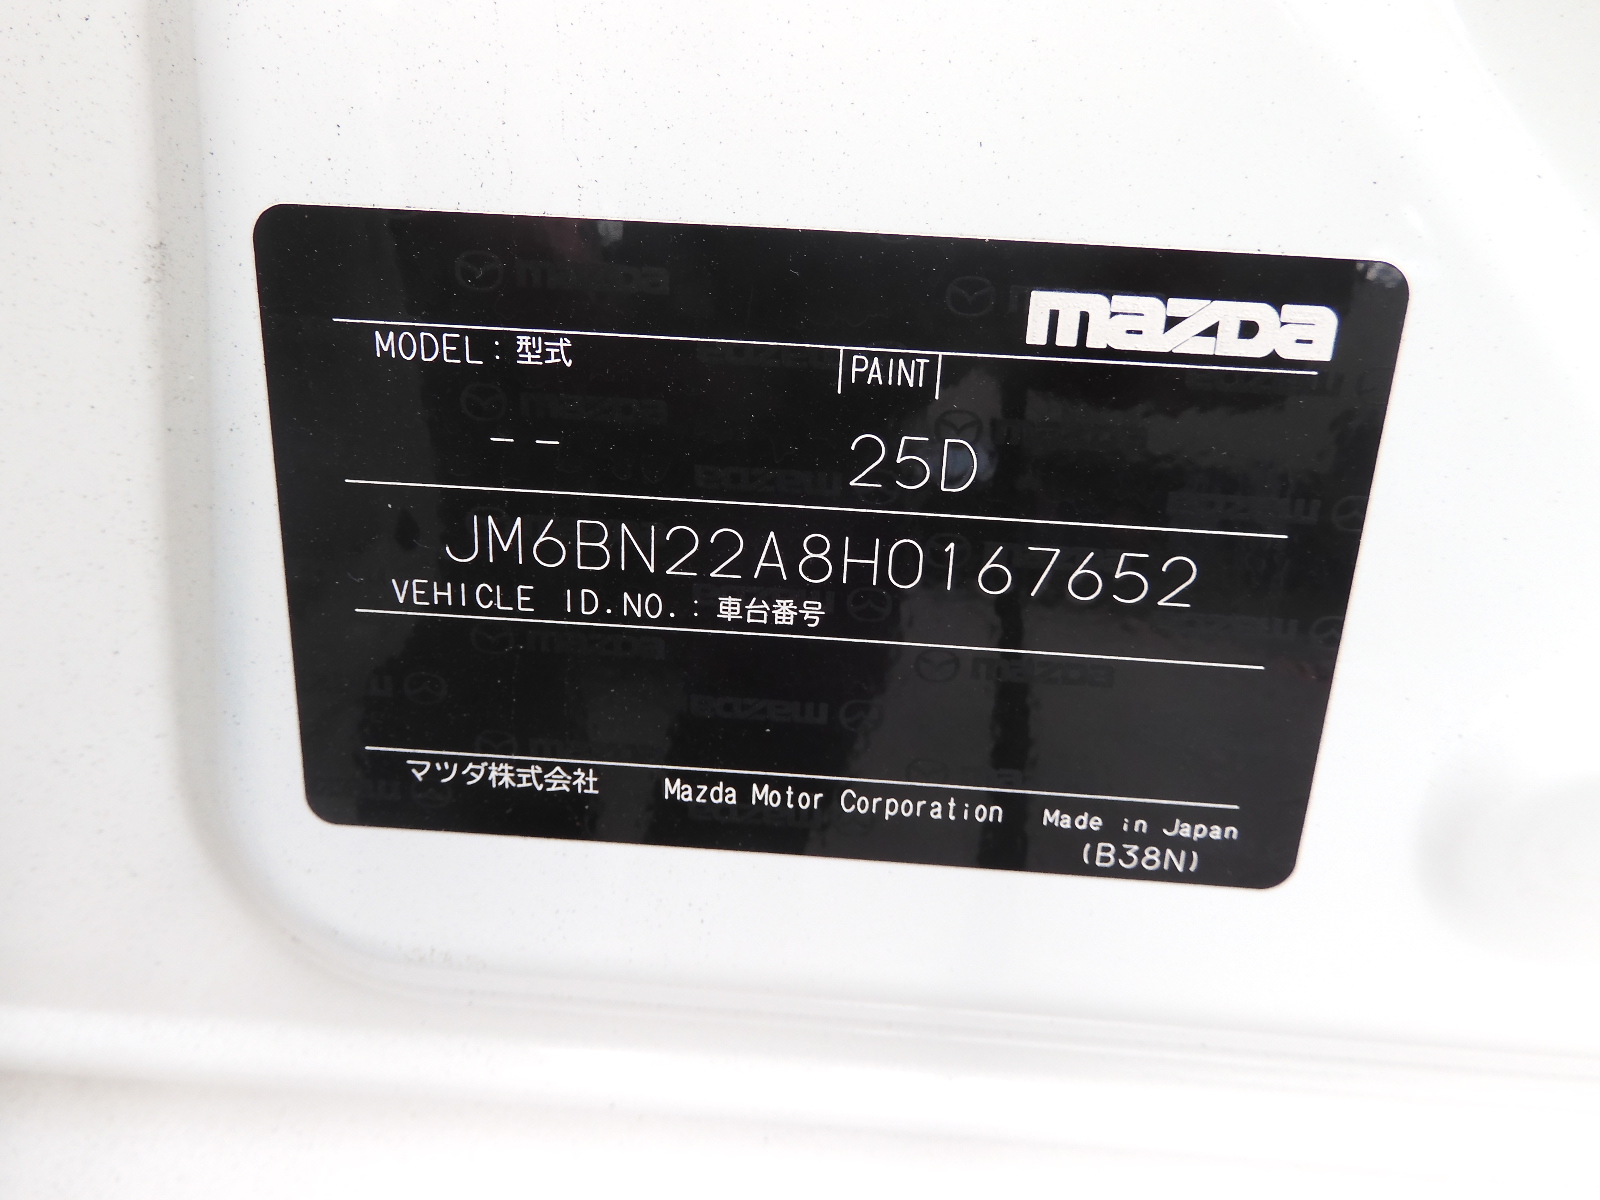 mazda
MODEL : 型式 PAINT
-- 25D
JM6BN22A8H0167652
VEHICLE ID.NO. : 車台番号
マツダ株式会社 Mazda Motor Corporation Made in Japan
(B38N)